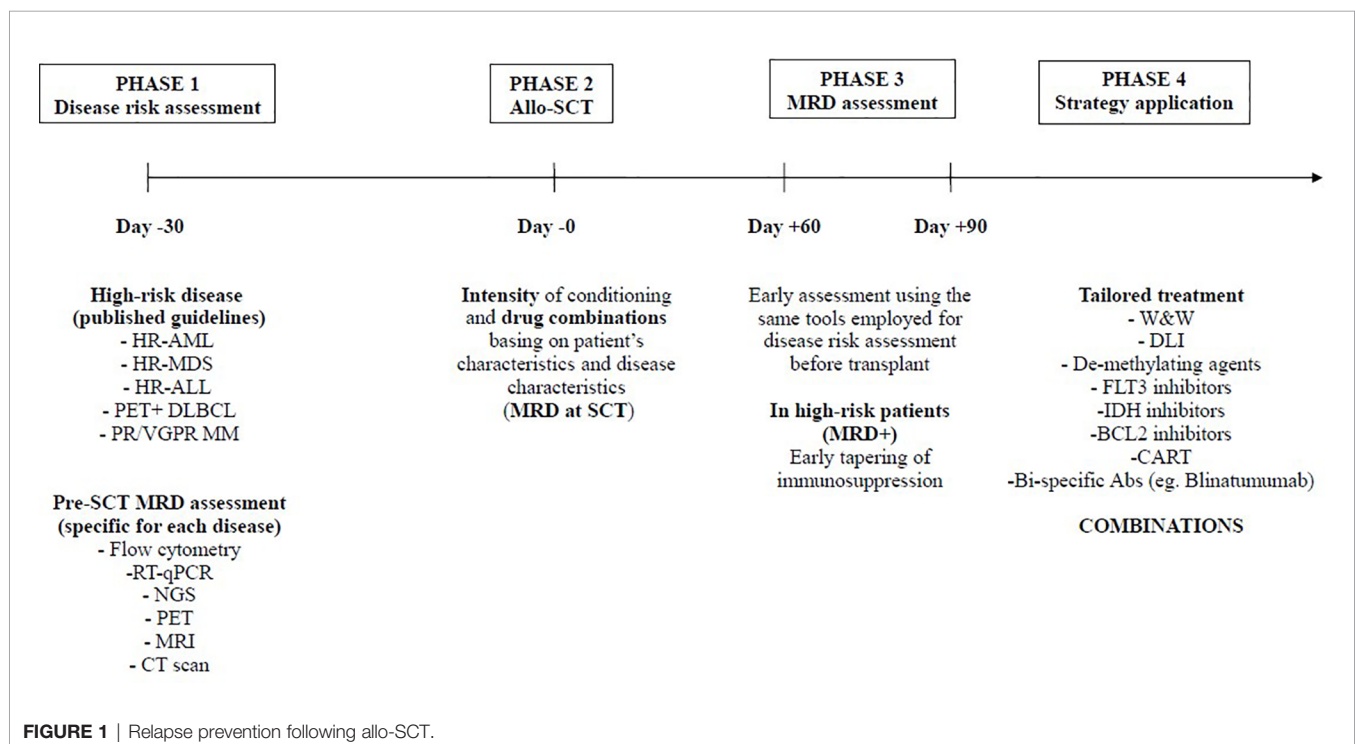 PHASE 1
Disease risk assessment
PHASE 2
Allo-SCT
PHASE 3
MRD assessment
PHASE 4
Strategy application
Day -30
Day -0
Day +60
Day +90
High-risk disease
(published guidelines)
- HR-AML
- HR-MDS
- HR-ALL
- PET+ DLBCL
- PR/VGPR MM
Pre-SCT MRD assessment
(specific for each disease)
- Flow cytometry
-RT-qPCR
- NGS
- PET
- MRI
- CT scan
Intensity of conditioning
and drug combinations
basing on patient's
characteristics and disease
characteristics
(MRD at SCT)
Early assessment using the
same tools employed for
disease risk assessment
before transplant
In high-risk patients
(MRD+)
Early tapering of
immunosuppression
Tailored treatment
- W&W
- DLI
- De-methylating agents
- FLT3 inhibitors
-IDH inhibitors
-BCL2 inhibitors
-CART
-Bi-specific Abs (eg. Blinatumumab)
COMBINATIONS
FIGURE 1 | Relapse prevention following allo-SCT.